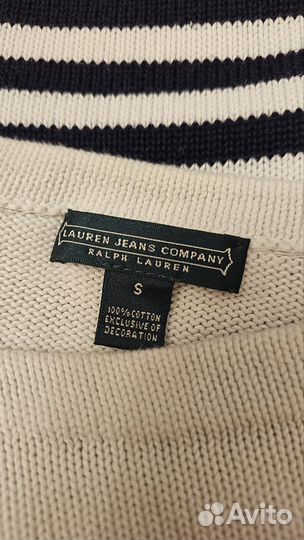 LAUREN JEANS COMPANY
RALPH LAUREN
S
100% COTTON
EXCLUSIVE OF
DECORATION
Avito